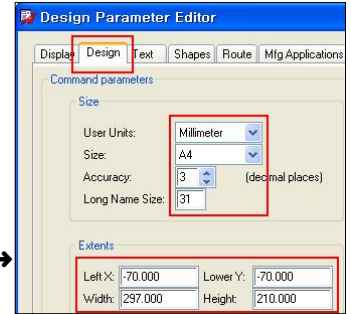 Design Parameter Editor
Display Design Text Shapes Route Mfg Applications
Command parameters
Size
User Units: Millimeter
Size: A4
Accuracy: 3 (decimal places)
Long Name Size: 31
Extents
Left X: -70.000 Lower Y: -70.000
Width: 297.000 Height: 210.000